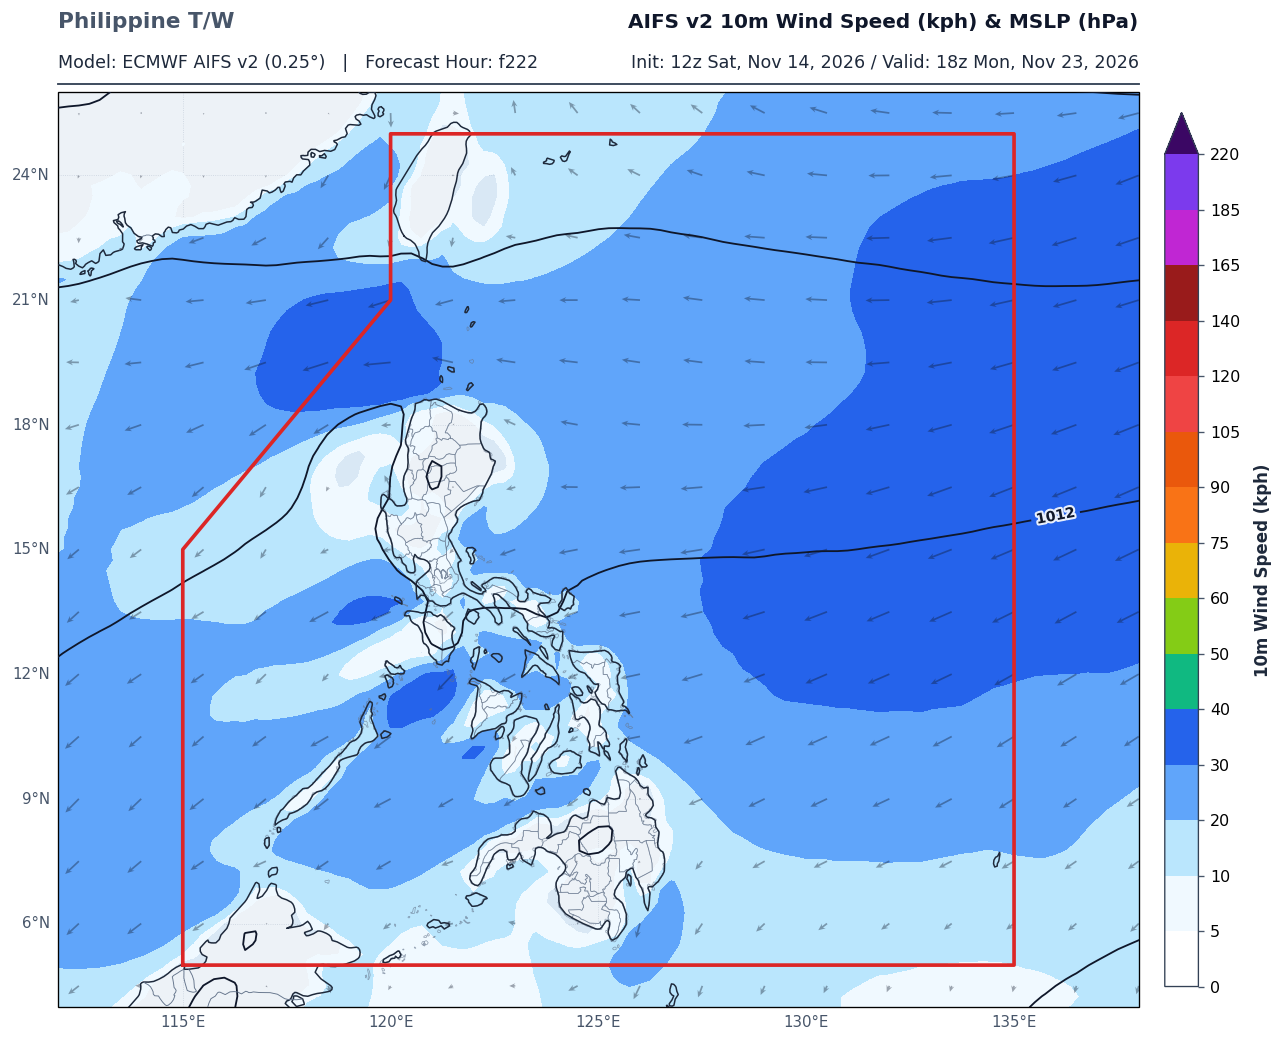 Philippine T/W
AIFS v2 10m Wind Speed (kph) & MSLP (hPa)
Model: ECMWF AIFS v2 (0.25°) | Forecast Hour: f222
Init: 12z Sat, Nov 14, 2026 / Valid: 18z Mon, Nov 23, 2026
24°N
21°N
18°N
15°N
12°N
9°N
6°N
1012
115°E
120°E
125°E
130°E
135°E
220
185
165
140
120
105
90
75
60
50
40
30
20
10
5
0
10m Wind Speed (kph)